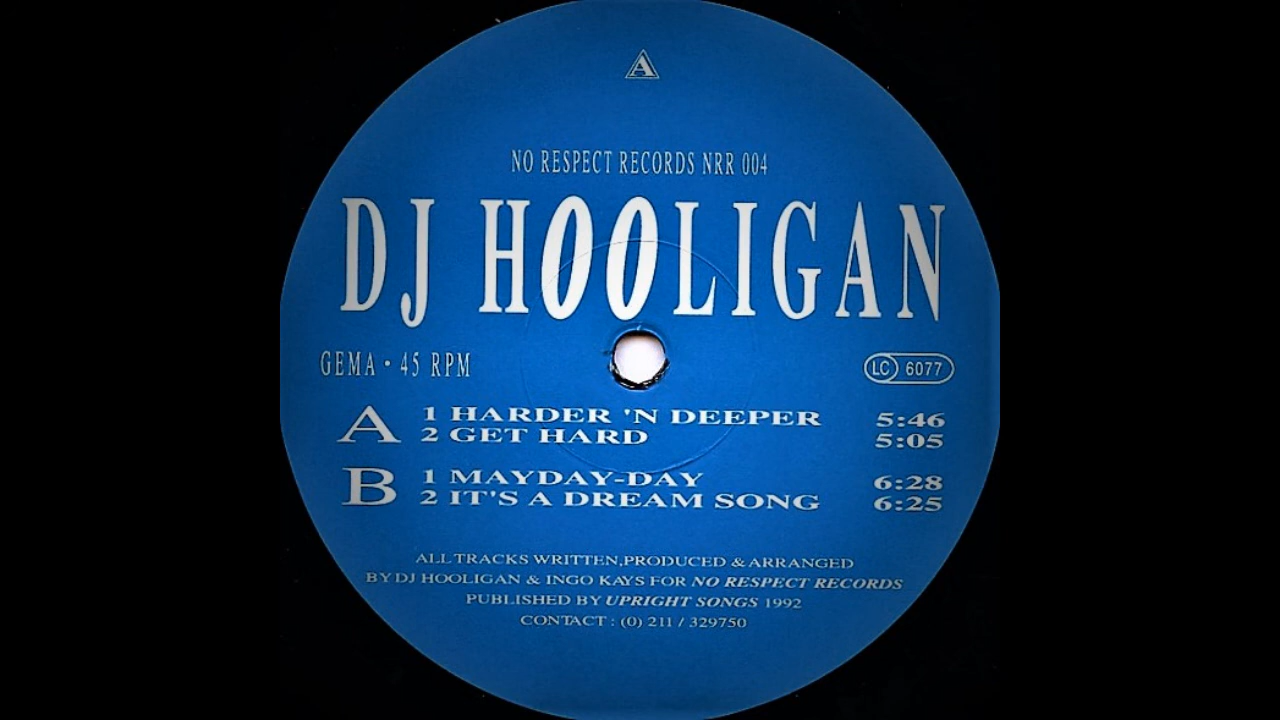 A
NO RESPECT RECORDS NRR 004
DJ HOOLIGAN
GEMA • 45 RPM
LC 6077
A 1 HARDER 'N DEEPER 5:46
2 GET HARD 5:05
B 1 MAYDAY-DAY 6:28
2 IT'S A DREAM SONG 6:25
ALL TRACKS WRITTEN,PRODUCED & ARRANGED
BY DJ HOOLIGAN & INGO KAYS FOR NO RESPECT RECORDS
PUBLISHED BY UPRIGHT SONGS 1992
CONTACT : (0) 211 / 329750